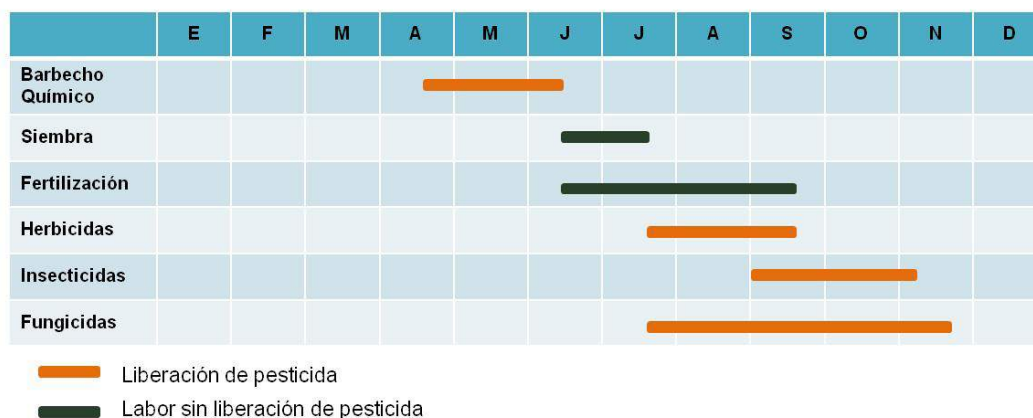 E F M A M J J A S O N D
Barbecho
Químico
Siembra
Fertilización
Herbicidas
Insecticidas
Fungicidas
Liberación de pesticida
Labor sin liberación de pesticida